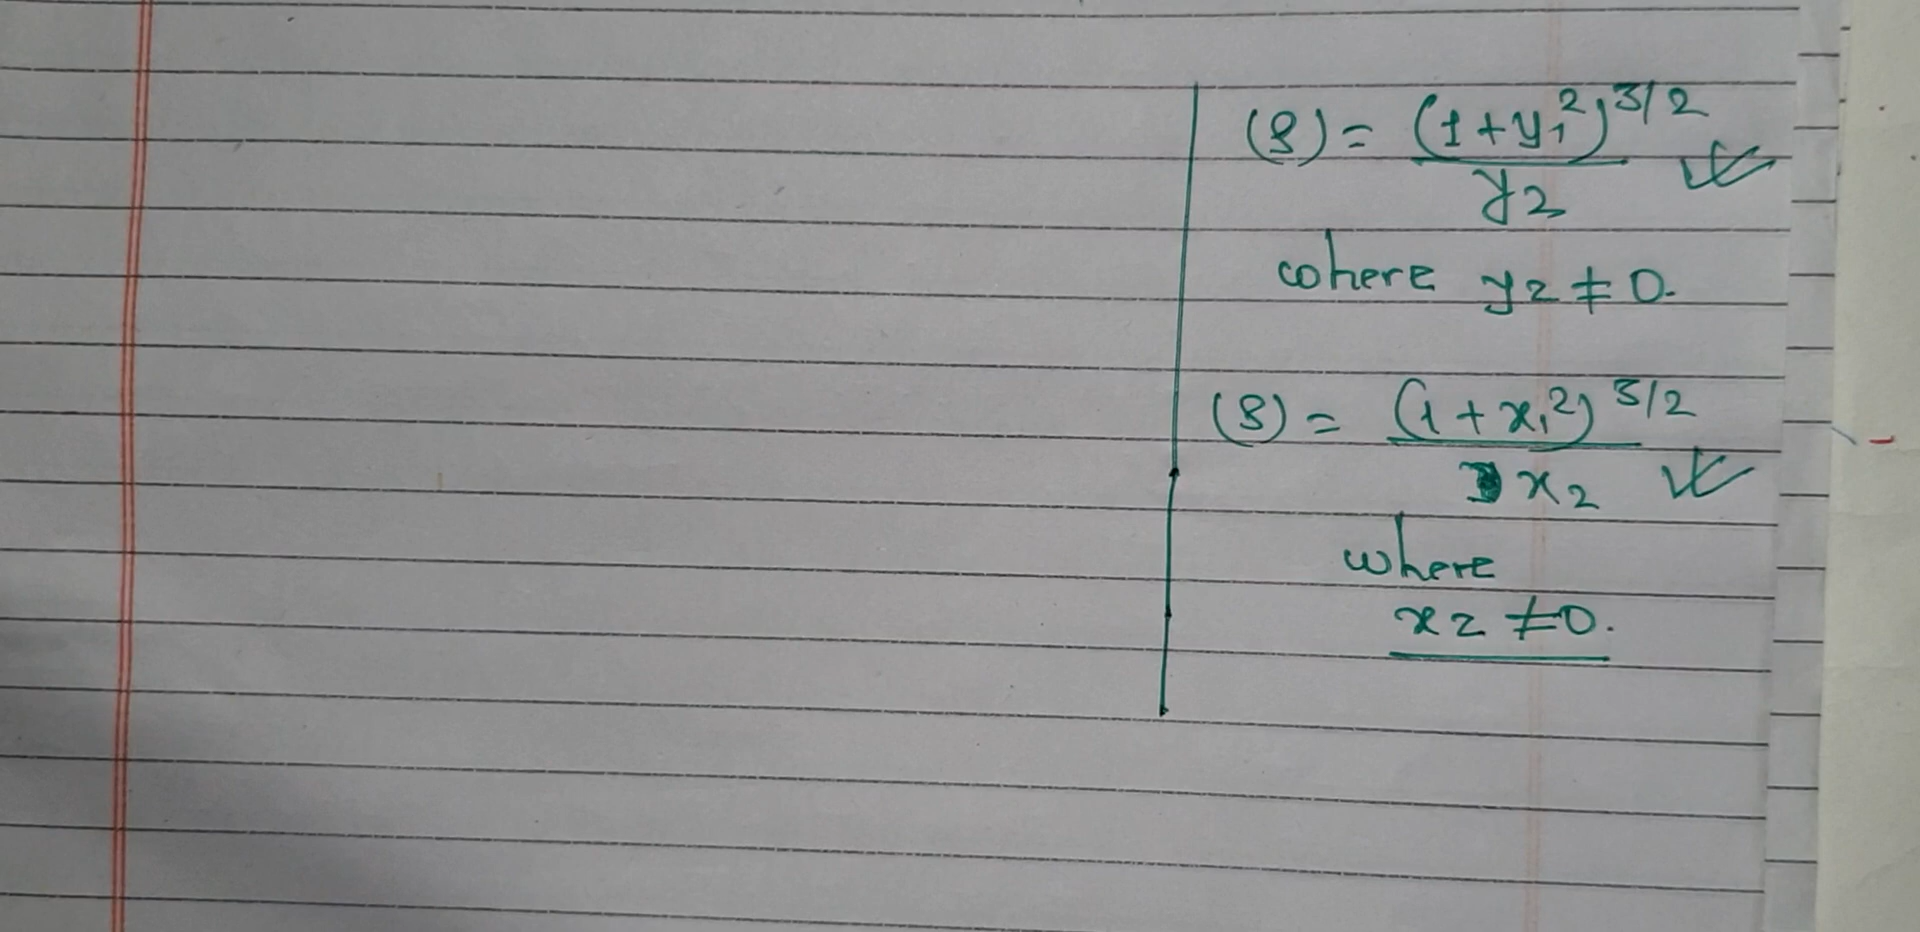 (ρ) = (1 + y₁²)^3/2
y₂
where y₂ ≠ 0.
(ρ) = (1 + x₁²)^3/2
x₂
where
x₂ ≠ 0.